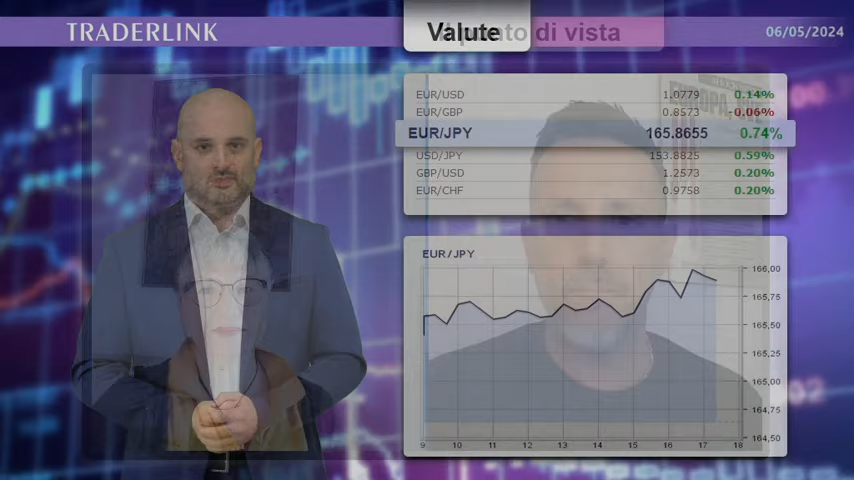 TRADERLINK
Valute
punto di vista
06/05/2024
EUR/USD 1.0779 0.14%
EUR/GBP 0.8573 -0.06%
EUR/JPY 165.8655 0.74%
USD/JPY 153.8825 0.59%
GBP/USD 1.2573 0.20%
EUR/CHF 0.9758 0.20%
EUR/JPY
166,00
165,75
165,50
165,25
165,00
164,75
164,50
9 10 11 12 13 14 15 16 17 18